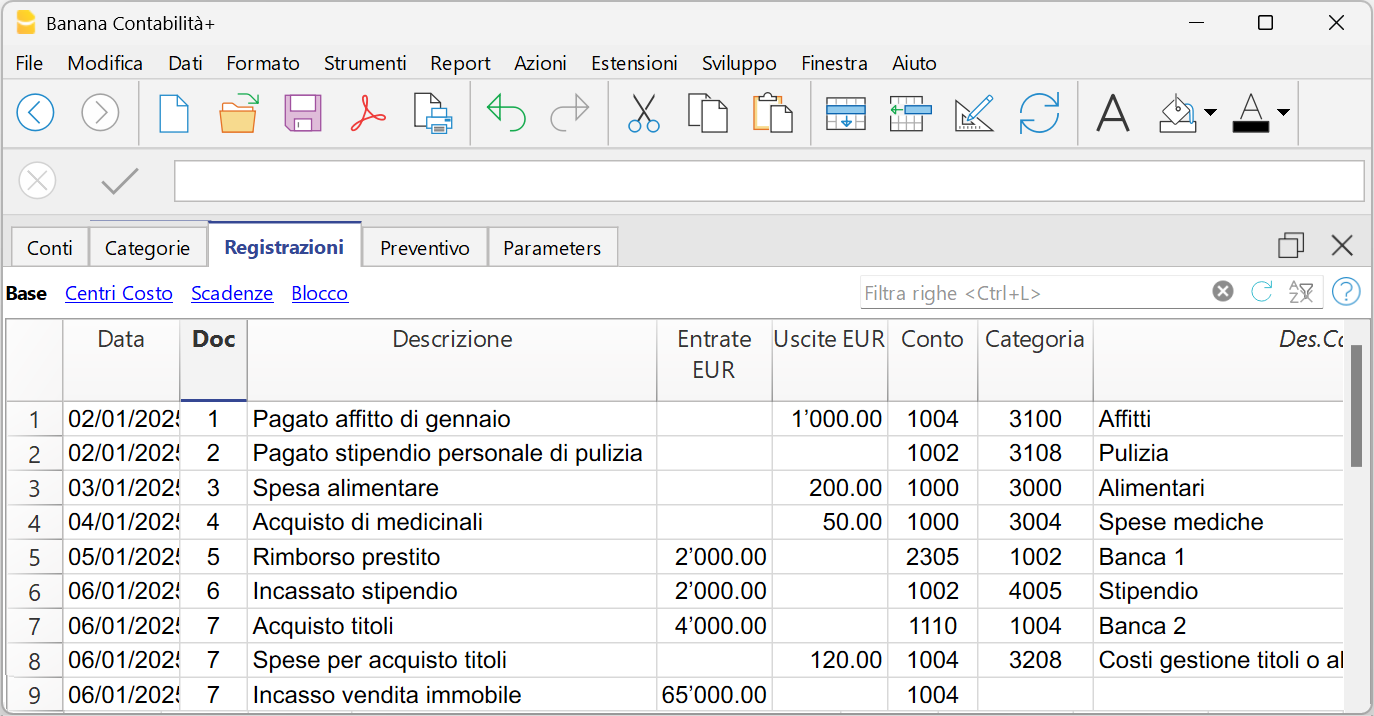 Banana Contabilità+
File Modifica Dati Formato Strumenti Report Azioni Estensioni Sviluppo Finestra Aiuto
Conti Categorie Registrazioni Preventivo Parameters
Base Centri Costo Scadenze Blocco Filtra righe <Ctrl+L>
Data Doc Descrizione Entrate EUR Uscite EUR Conto Categoria Des.Ca
1 02/01/2025 1 Pagato affitto di gennaio 1’000.00 1004 3100 Affitti
2 02/01/2025 2 Pagato stipendio personale di pulizia 1002 3108 Pulizia
3 03/01/2025 3 Spesa alimentare 200.00 1000 3000 Alimentari
4 04/01/2025 4 Acquisto di medicinali 50.00 1000 3004 Spese mediche
5 05/01/2025 5 Rimborso prestito 2’000.00 2305 1002 Banca 1
6 06/01/2025 6 Incassato stipendio 2’000.00 1002 4005 Stipendio
7 06/01/2025 7 Acquisto titoli 4’000.00 1110 1004 Banca 2
8 06/01/2025 7 Spese per acquisto titoli 120.00 1004 3208 Costi gestione titoli o al
9 06/01/2025 7 Incasso vendita immobile 65’000.00 1004